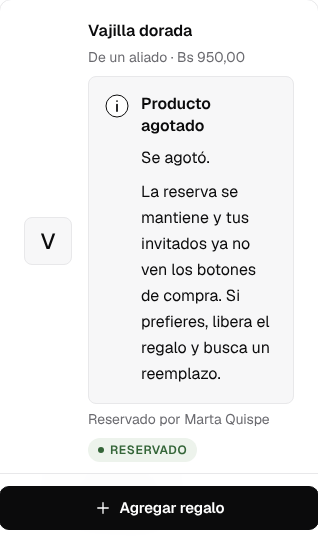 Vajilla dorada
De un aliado · Bs 950,00
Producto
agotado
Se agotó.
La reserva se
mantiene y tus
invitados ya no
ven los botones
de compra. Si
prefieres, libera el
regalo y busca un
reemplazo.
V
Reservado por Marta Quispe
RESERVADO
+ Agregar regalo